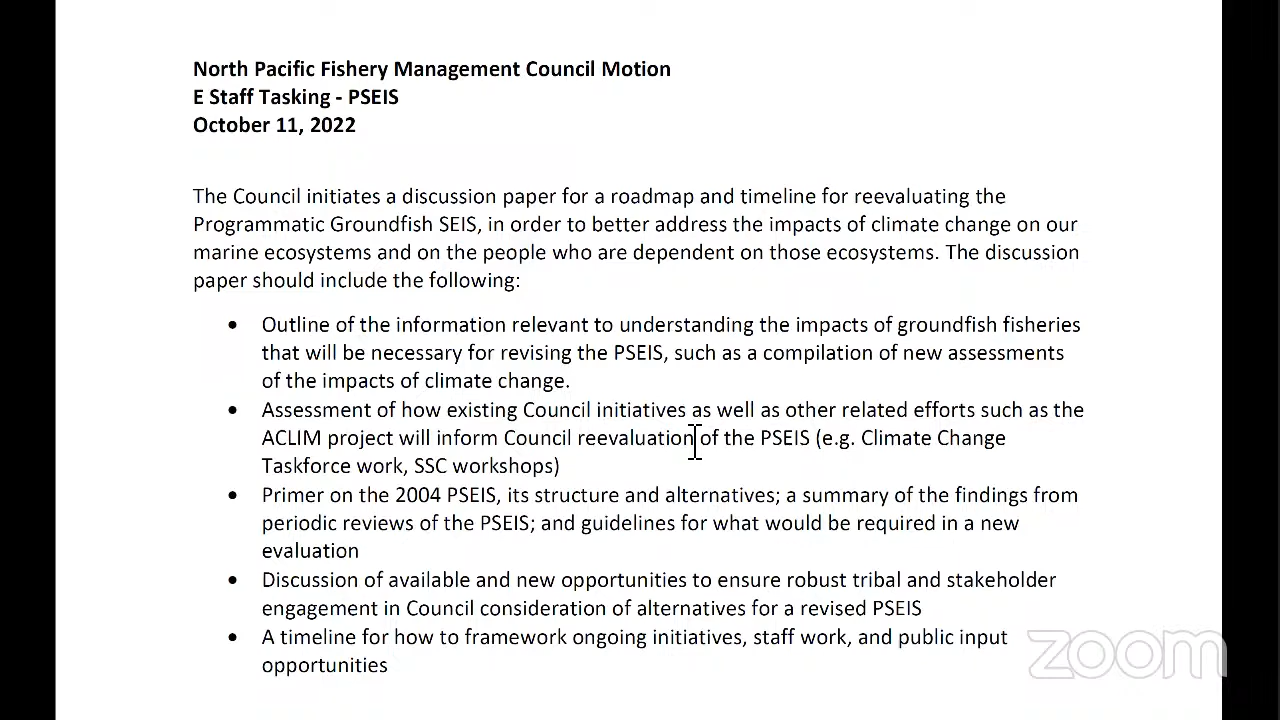 North Pacific Fishery Management Council Motion
E Staff Tasking - PSEIS
October 11, 2022
The Council initiates a discussion paper for a roadmap and timeline for reevaluating the
Programmatic Groundfish SEIS, in order to better address the impacts of climate change on our
marine ecosystems and on the people who are dependent on those ecosystems. The discussion
paper should include the following:
• Outline of the information relevant to understanding the impacts of groundfish fisheries
that will be necessary for revising the PSEIS, such as a compilation of new assessments
of the impacts of climate change.
• Assessment of how existing Council initiatives as well as other related efforts such as the
ACLIM project will inform Council reevaluation of the PSEIS (e.g. Climate Change
Taskforce work, SSC workshops)
• Primer on the 2004 PSEIS, its structure and alternatives; a summary of the findings from
periodic reviews of the PSEIS; and guidelines for what would be required in a new
evaluation
• Discussion of available and new opportunities to ensure robust tribal and stakeholder
engagement in Council consideration of alternatives for a revised PSEIS
• A timeline for how to framework ongoing initiatives, staff work, and public input
opportunities
zoom